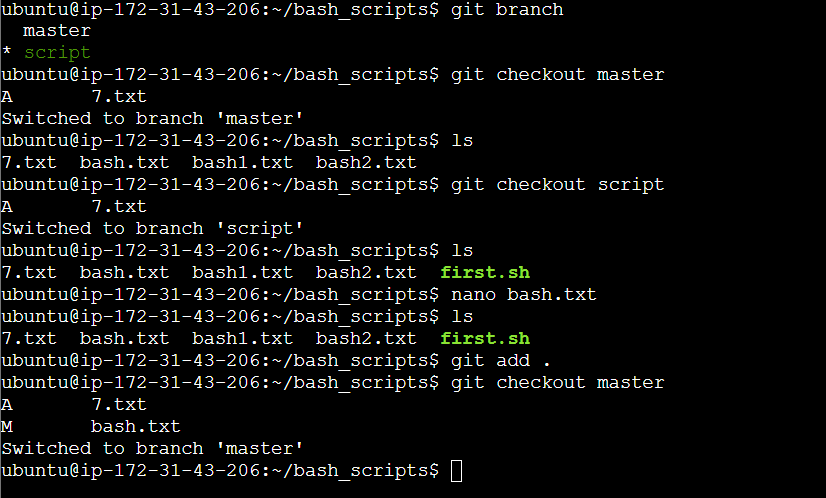 ubuntu@ip-172-31-43-206:~/bash_scripts$ git branch
  master
* script
ubuntu@ip-172-31-43-206:~/bash_scripts$ git checkout master
A       7.txt
Switched to branch 'master'
ubuntu@ip-172-31-43-206:~/bash_scripts$ ls
7.txt  bash.txt  bash1.txt  bash2.txt
ubuntu@ip-172-31-43-206:~/bash_scripts$ git checkout script
A       7.txt
Switched to branch 'script'
ubuntu@ip-172-31-43-206:~/bash_scripts$ ls
7.txt  bash.txt  bash1.txt  bash2.txt  first.sh
ubuntu@ip-172-31-43-206:~/bash_scripts$ nano bash.txt
ubuntu@ip-172-31-43-206:~/bash_scripts$ ls
7.txt  bash.txt  bash1.txt  bash2.txt  first.sh
ubuntu@ip-172-31-43-206:~/bash_scripts$ git add .
ubuntu@ip-172-31-43-206:~/bash_scripts$ git checkout master
A       7.txt
M       bash.txt
Switched to branch 'master'
ubuntu@ip-172-31-43-206:~/bash_scripts$